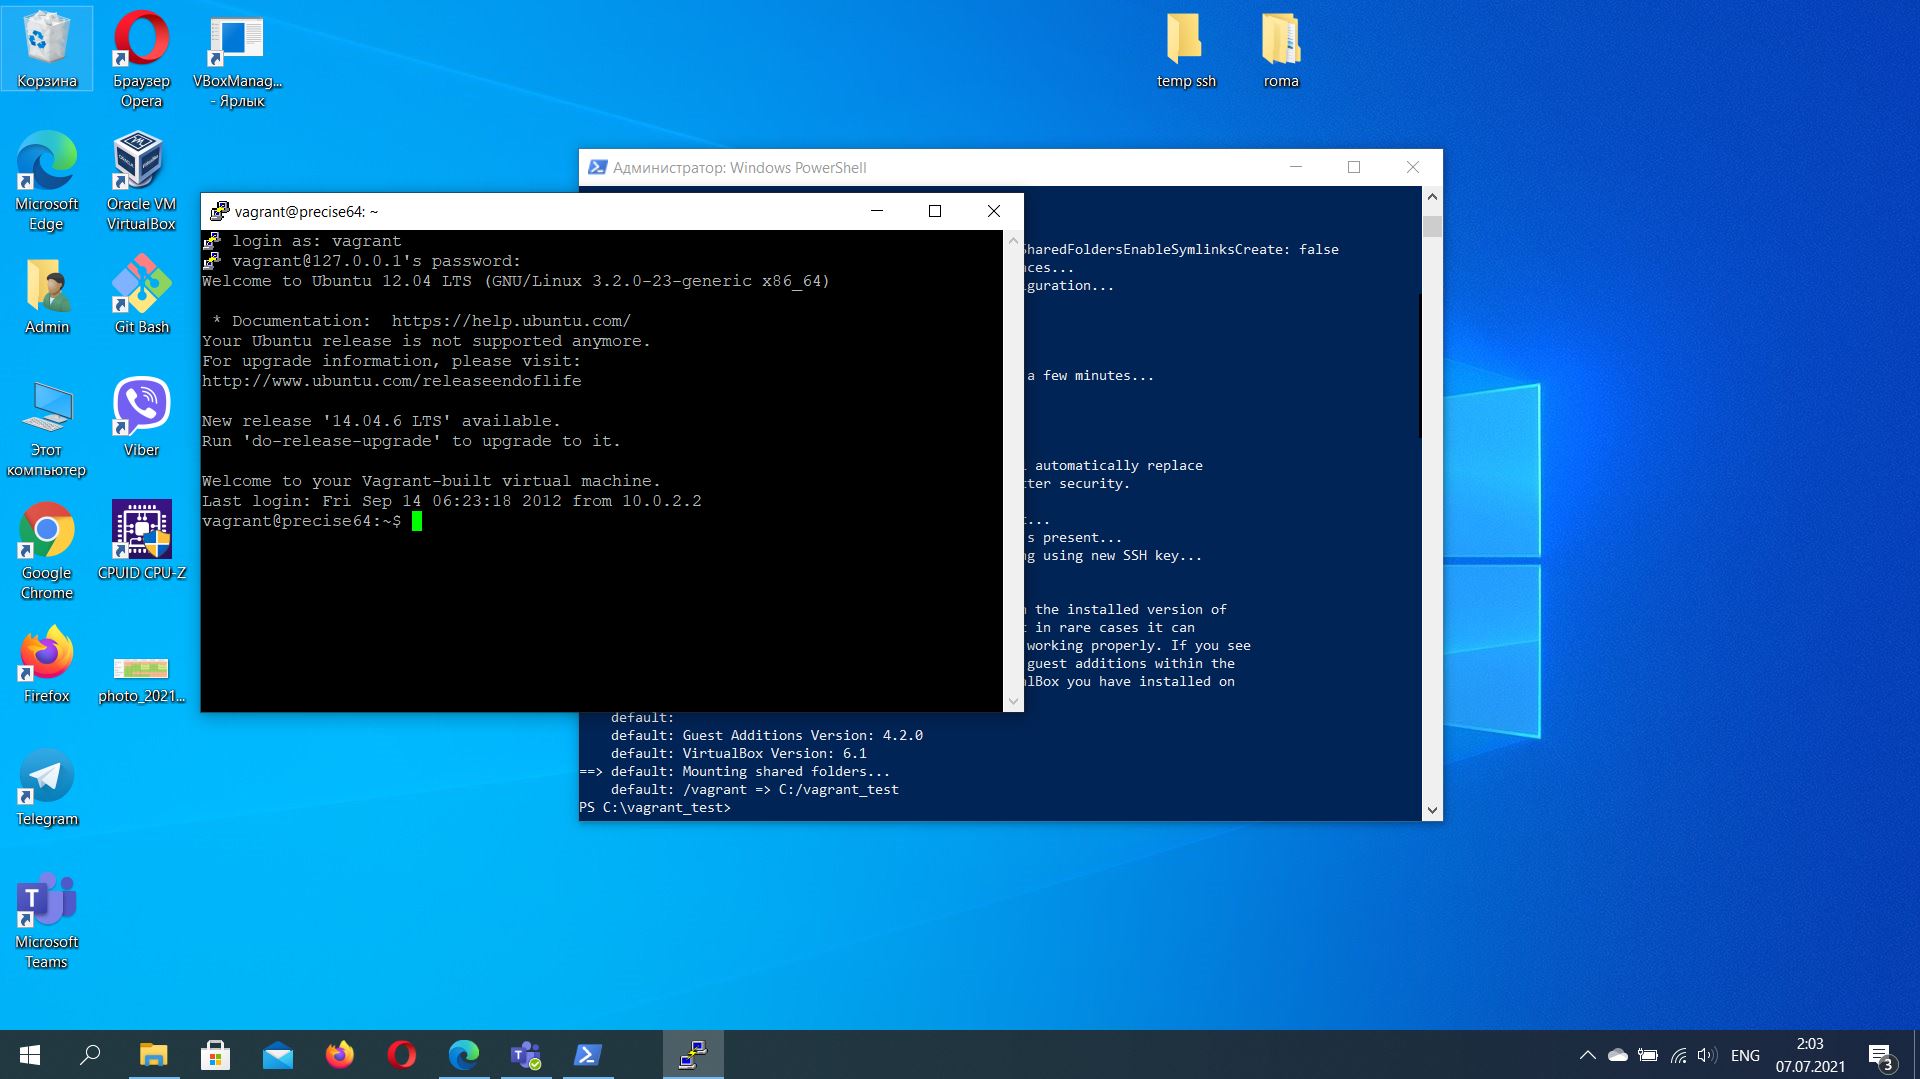 Корзина
Браузер
Opera
VBoxManag...
- Ярлык
temp ssh
roma
Microsoft
Edge
Oracle VM
VirtualBox
Admin
Git Bash
Этот
компьютер
Viber
Google
Chrome
CPUID CPU-Z
Firefox
photo_2021...
Telegram
Microsoft
Teams
vagrant@precise64: ~
login as: vagrant
vagrant@127.0.0.1's password:
Welcome to Ubuntu 12.04 LTS (GNU/Linux 3.2.0-23-generic x86_64)
* Documentation:  https://help.ubuntu.com/
Your Ubuntu release is not supported anymore.
For upgrade information, please visit:
http://www.ubuntu.com/releaseendoflife
New release '14.04.6 LTS' available.
Run 'do-release-upgrade' to upgrade to it.
Welcome to your Vagrant-built virtual machine.
Last login: Fri Sep 14 06:23:18 2012 from 10.0.2.2
vagrant@precise64:~$
Администратор: Windows PowerShell
SharedFoldersEnableSymlinksCreate: false
ces...
guration...
a few minutes...
automatically replace
ter security.
...
s present...
g using new SSH key...
the installed version of
in rare cases it can
working properly. If you see
guest additions within the
lBox you have installed on
default:
default: Guest Additions Version: 4.2.0
default: VirtualBox Version: 6.1
==> default: Mounting shared folders...
default: /vagrant => C:/vagrant_test
PS C:\vagrant_test>
ENG
2:03
07.07.2021
3